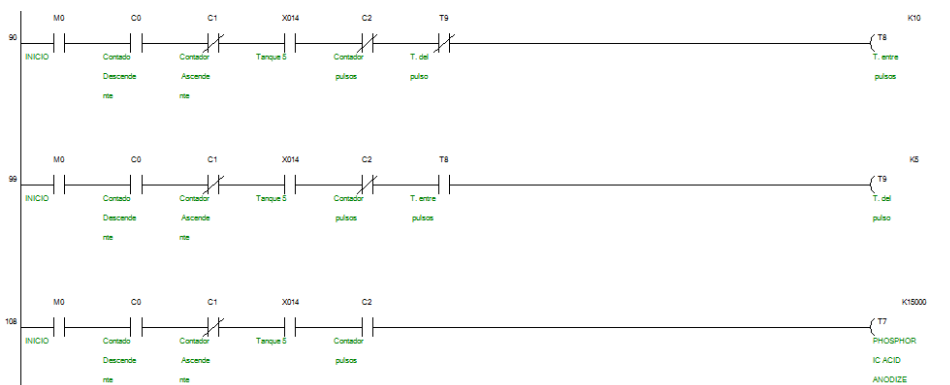 M0 C0 C1 X014 C2 T9 K10
90 T8
INICIO Contado Contador Tanque 5 Contador T. del T. entre
Descende Ascende pulsos pulso pulsos
nte nte
M0 C0 C1 X014 C2 T8 K5
99 T9
INICIO Contado Contador Tanque 5 Contador T. entre T. del
Descende Ascende pulsos pulsos pulso
nte nte
M0 C0 C1 X014 C2 K15000
108 T7
INICIO Contado Contador Tanque 5 Contador PHOSPHOR
Descende Ascende pulsos IC ACID
nte nte ANODIZE